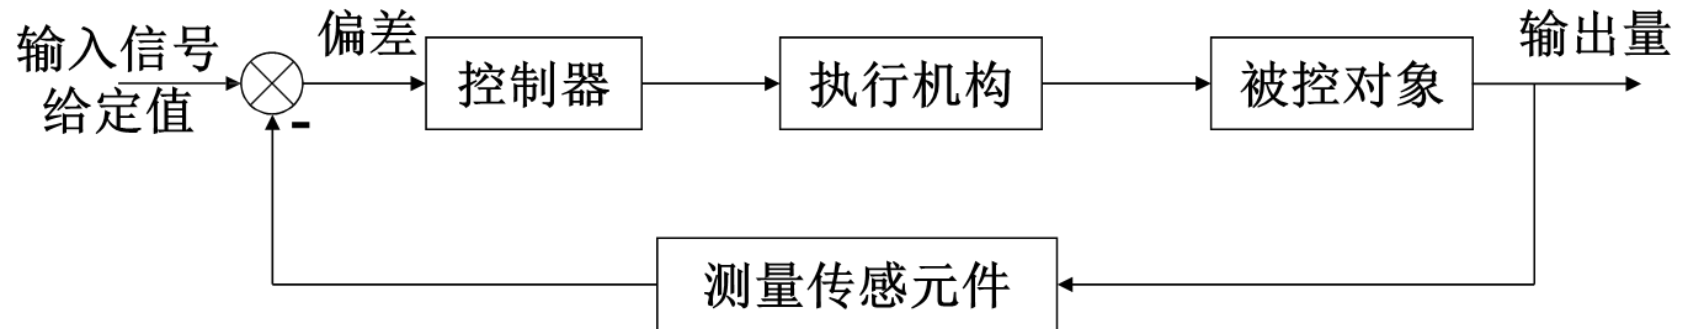 输入信号
给定值
偏差
-
控制器
执行机构
被控对象
输出量
测量传感元件